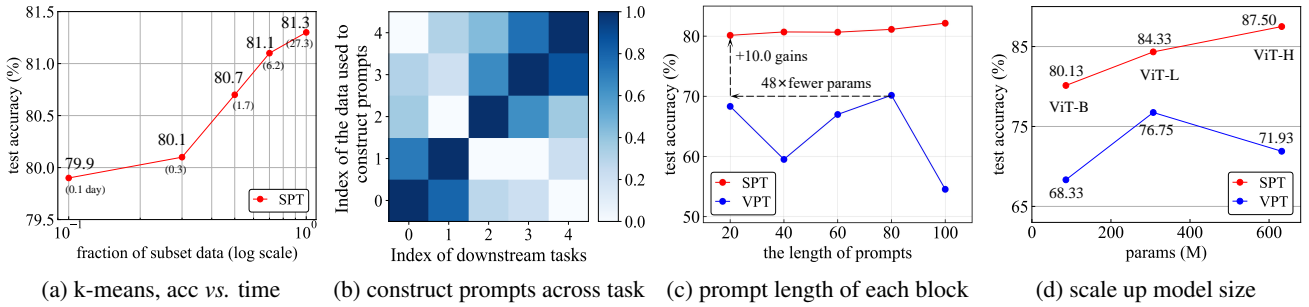 81.5
81.0
80.5
80.0
79.5
test accuracy (%)
79.9
(0.1 day)
80.1
(0.3)
80.7
(1.7)
81.1
(6.2)
81.3
(27.3)
SPT
10⁻¹
10⁰
fraction of subset data (log scale)
(a) k-means, acc vs. time
Index of the data used to
construct prompts
4
3
2
1
0
0 1 2 3 4
Index of downstream tasks
1.0
0.8
0.6
0.4
0.2
0.0
(b) construct prompts across task
test accuracy (%)
80
70
60
50
+10.0 gains
48×fewer params
SPT
VPT
20 40 60 80 100
the length of prompts
(c) prompt length of each block
test accuracy (%)
85
75
65
80.13
ViT-B
84.33
ViT-L
87.50
ViT-H
68.33
76.75
71.93
SPT
VPT
0 200 400 600
params (M)
(d) scale up model size